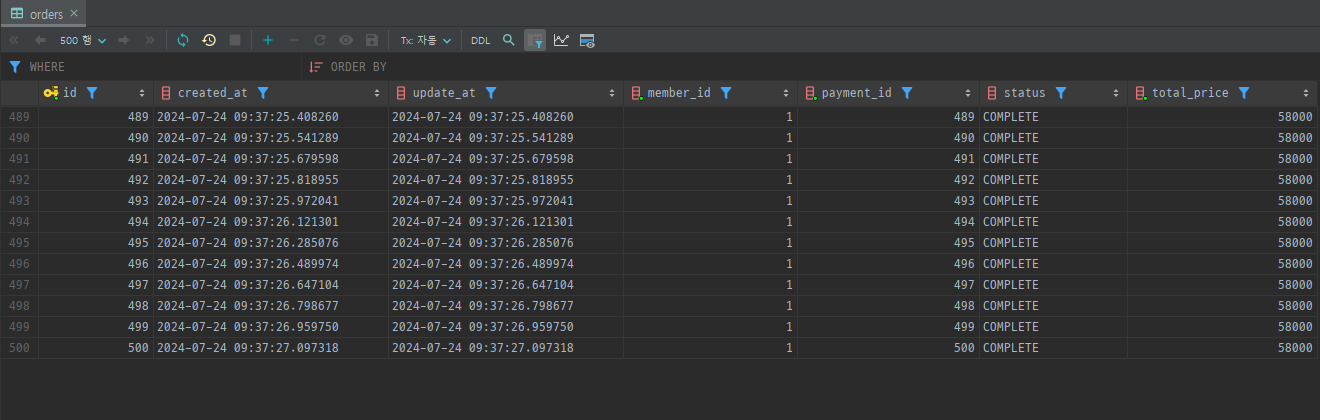 orders
500 행 Tx: 자동 DDL
WHERE ORDER BY
id created_at update_at member_id payment_id status total_price
489 489 2024-07-24 09:37:25.408260 2024-07-24 09:37:25.408260 1 489 COMPLETE 58000
490 490 2024-07-24 09:37:25.541289 2024-07-24 09:37:25.541289 1 490 COMPLETE 58000
491 491 2024-07-24 09:37:25.679598 2024-07-24 09:37:25.679598 1 491 COMPLETE 58000
492 492 2024-07-24 09:37:25.818955 2024-07-24 09:37:25.818955 1 492 COMPLETE 58000
493 493 2024-07-24 09:37:25.972041 2024-07-24 09:37:25.972041 1 493 COMPLETE 58000
494 494 2024-07-24 09:37:26.121301 2024-07-24 09:37:26.121301 1 494 COMPLETE 58000
495 495 2024-07-24 09:37:26.285076 2024-07-24 09:37:26.285076 1 495 COMPLETE 58000
496 496 2024-07-24 09:37:26.489974 2024-07-24 09:37:26.489974 1 496 COMPLETE 58000
497 497 2024-07-24 09:37:26.647104 2024-07-24 09:37:26.647104 1 497 COMPLETE 58000
498 498 2024-07-24 09:37:26.798677 2024-07-24 09:37:26.798677 1 498 COMPLETE 58000
499 499 2024-07-24 09:37:26.959750 2024-07-24 09:37:26.959750 1 499 COMPLETE 58000
500 500 2024-07-24 09:37:27.097318 2024-07-24 09:37:27.097318 1 500 COMPLETE 58000